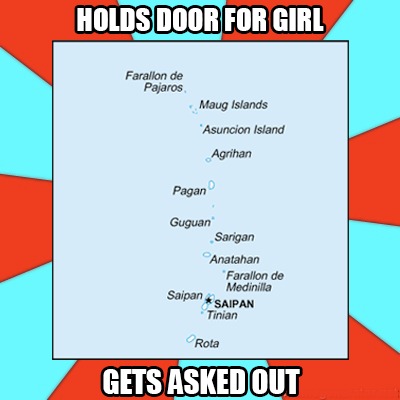 HOLDS DOOR FOR GIRL
Farallon de
Pajaros
Maug Islands
Asuncion Island
Agrihan
Pagan
Guguan
Sarigan
Anatahan
Farallon de
Medinilla
Saipan
SAIPAN
Tinian
Rota
GETS ASKED OUT